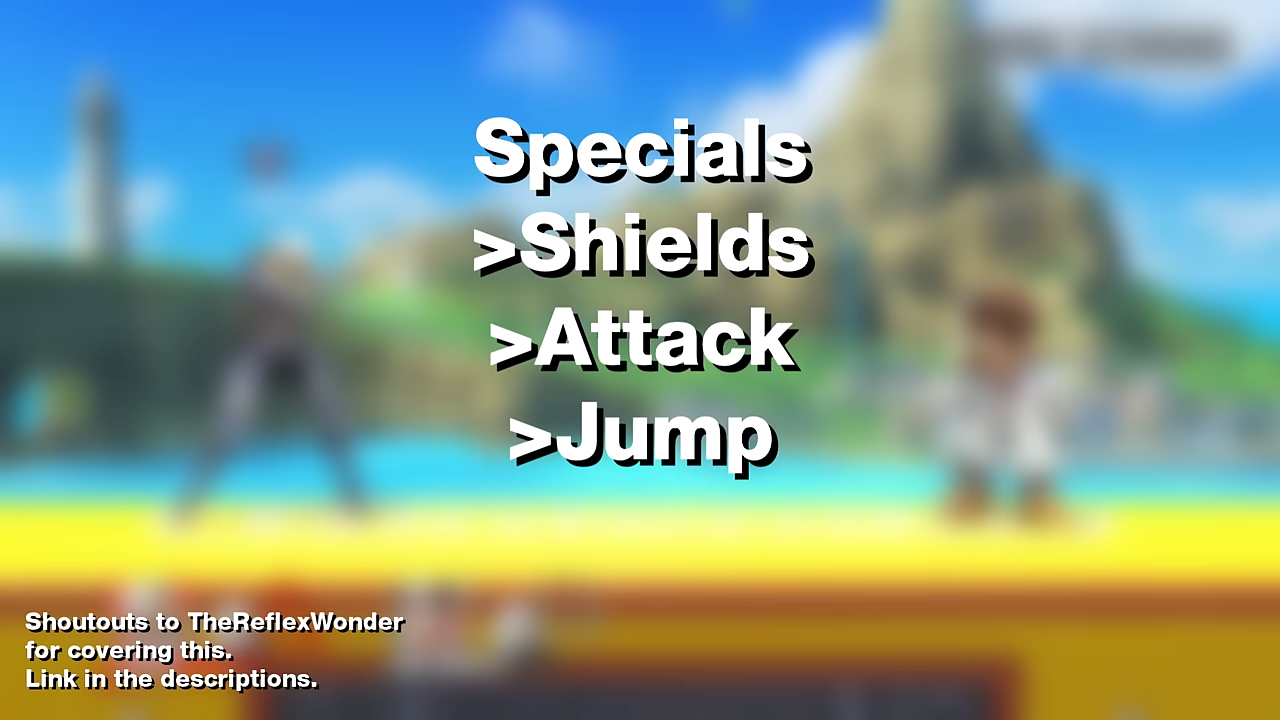 Specials
>Shields
>Attack
>Jump
Shoutouts to TheReflexWonder
for covering this.
Link in the descriptions.